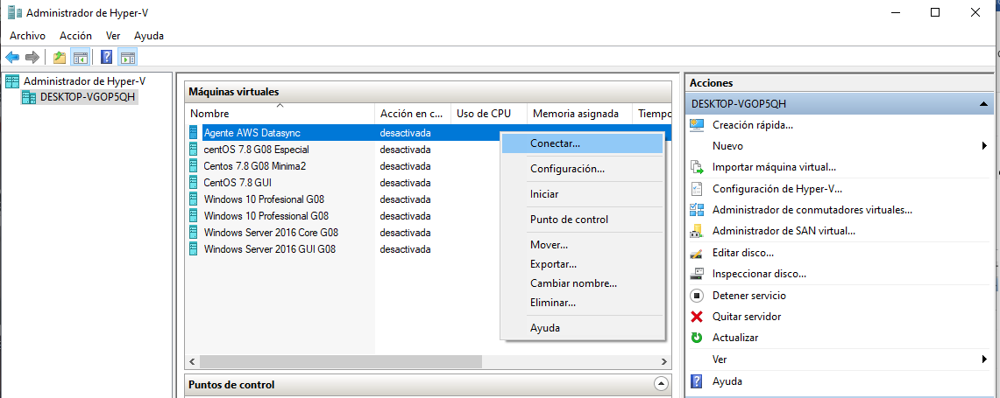 Administrador de Hyper-V
Archivo Acción Ver Ayuda
Administrador de Hyper-V
DESKTOP-VGOP5QH
Máquinas virtuales
Nombre Acción en c... Uso de CPU Memoria asignada Tiempo
Agente AWS Datasync desactivada
centOS 7.8 G08 Especial desactivada
Centos 7.8 G08 Minima2 desactivada
CentOS 7.8 GUI desactivada
Windows 10 Profesional G08 desactivada
Windows 10 Professional G08 desactivada
Windows Server 2016 Core G08 desactivada
Windows Server 2016 GUI G08 desactivada
Conectar...
Configuración...
Iniciar
Punto de control
Mover...
Exportar...
Cambiar nombre...
Eliminar...
Ayuda
Puntos de control
Acciones
DESKTOP-VGOP5QH
Creación rápida...
Nuevo
Importar máquina virtual...
Configuración de Hyper-V...
Administrador de conmutadores virtuales...
Administrador de SAN virtual...
Editar disco...
Inspeccionar disco...
Detener servicio
Quitar servidor
Actualizar
Ver
Ayuda